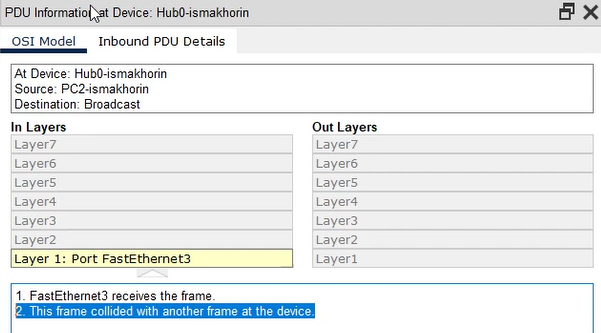 PDU Information at Device: Hub0-ismakhorin
OSI Model Inbound PDU Details
At Device: Hub0-ismakhorin
Source: PC2-ismakhorin
Destination: Broadcast
In Layers Out Layers
Layer7 Layer7
Layer6 Layer6
Layer5 Layer5
Layer4 Layer4
Layer3 Layer3
Layer2 Layer2
Layer 1: Port FastEthernet3 Layer1
1. FastEthernet3 receives the frame.
2. This frame collided with another frame at the device.